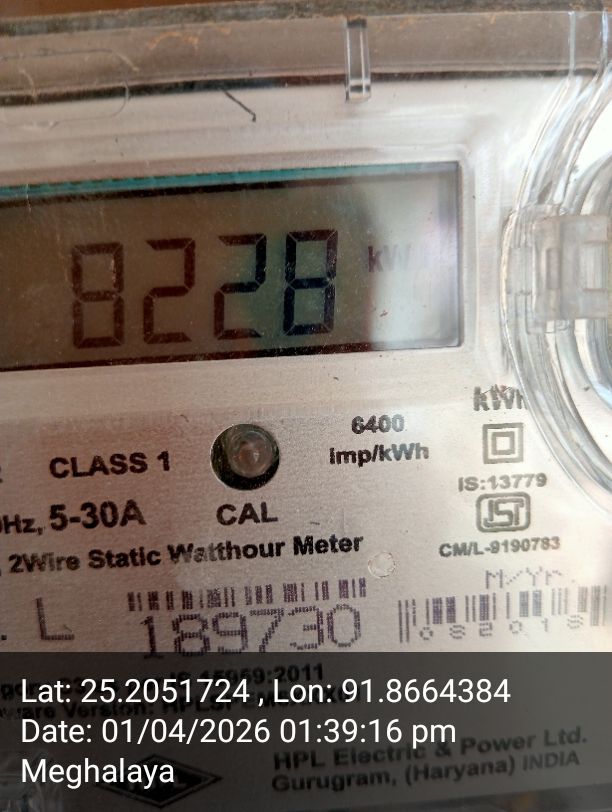 8228 kW
kWh
6400
imp/kWh
CLASS 1
IS:13779
5-30A
CAL
CM/L-9190783
2Wire Static Watthour Meter
M/Yr.
. L
189730
082018
:2011
Lat: 25.2051724 , Lon: 91.8664384
Date: 01/04/2026 01:39:16 pm
Meghalaya
HPL Electric & Power Ltd.
Gurugram, (Haryana) INDIA